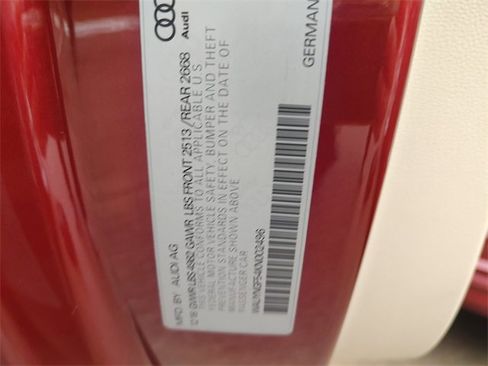 Audi
GERMANY
MFD. BY AUDI AG
12/18 GVWR LBS 4982 GAWR LBS FRONT 2513 /REAR 2668
THIS VEHICLE CONFORMS TO ALL APPLICABLE U S
FEDERAL MOTOR VEHICLE SAFETY, BUMPER AND THEFT
PREVENTION STANDARDS IN EFFECT ON THE DATE OF
MANUFACTURE SHOWN ABOVE
PASSENGER CAR